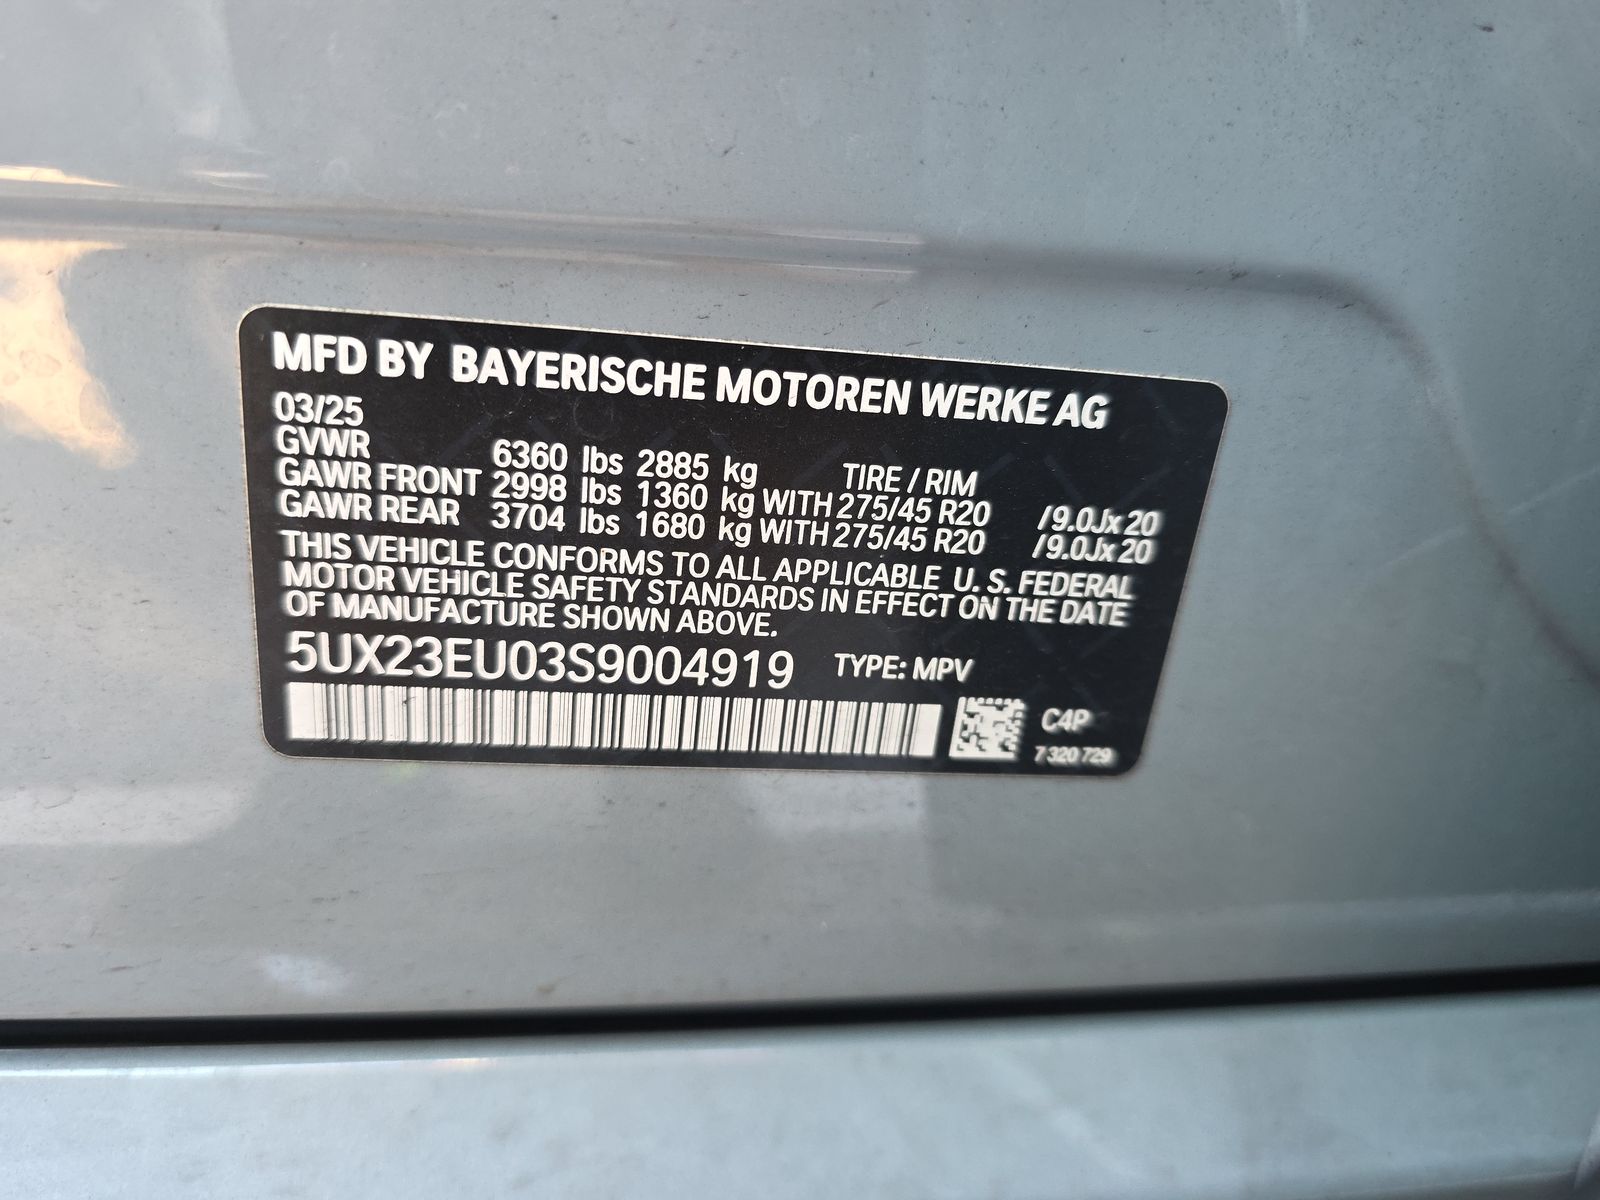 MFD BY BAYERISCHE MOTOREN WERKE AG
03/25
GVWR 6360 lbs 2885 kg TIRE / RIM
GAWR FRONT 2998 lbs 1360 kg WITH 275/45 R20 /9.0Jx20
GAWR REAR 3704 lbs 1680 kg WITH 275/45 R20 /9.0Jx20
THIS VEHICLE CONFORMS TO ALL APPLICABLE U. S. FEDERAL
MOTOR VEHICLE SAFETY STANDARDS IN EFFECT ON THE DATE
OF MANUFACTURE SHOWN ABOVE.
5UX23EU03S9004919 TYPE: MPV
C4P
7 320 729